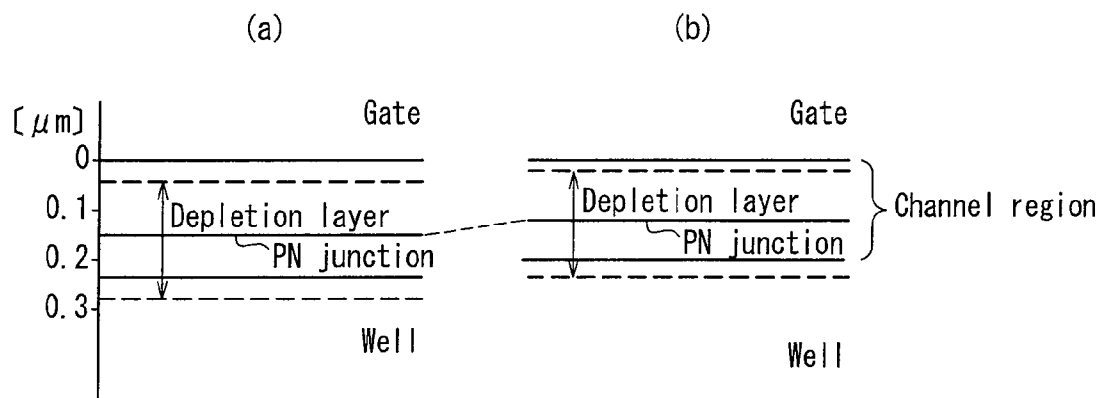 (a) (b)
[μm] Gate Gate
0
0.1 Depletion layer Depletion layer Channel region
PN junction PN junction
0.2
0.3
Well Well